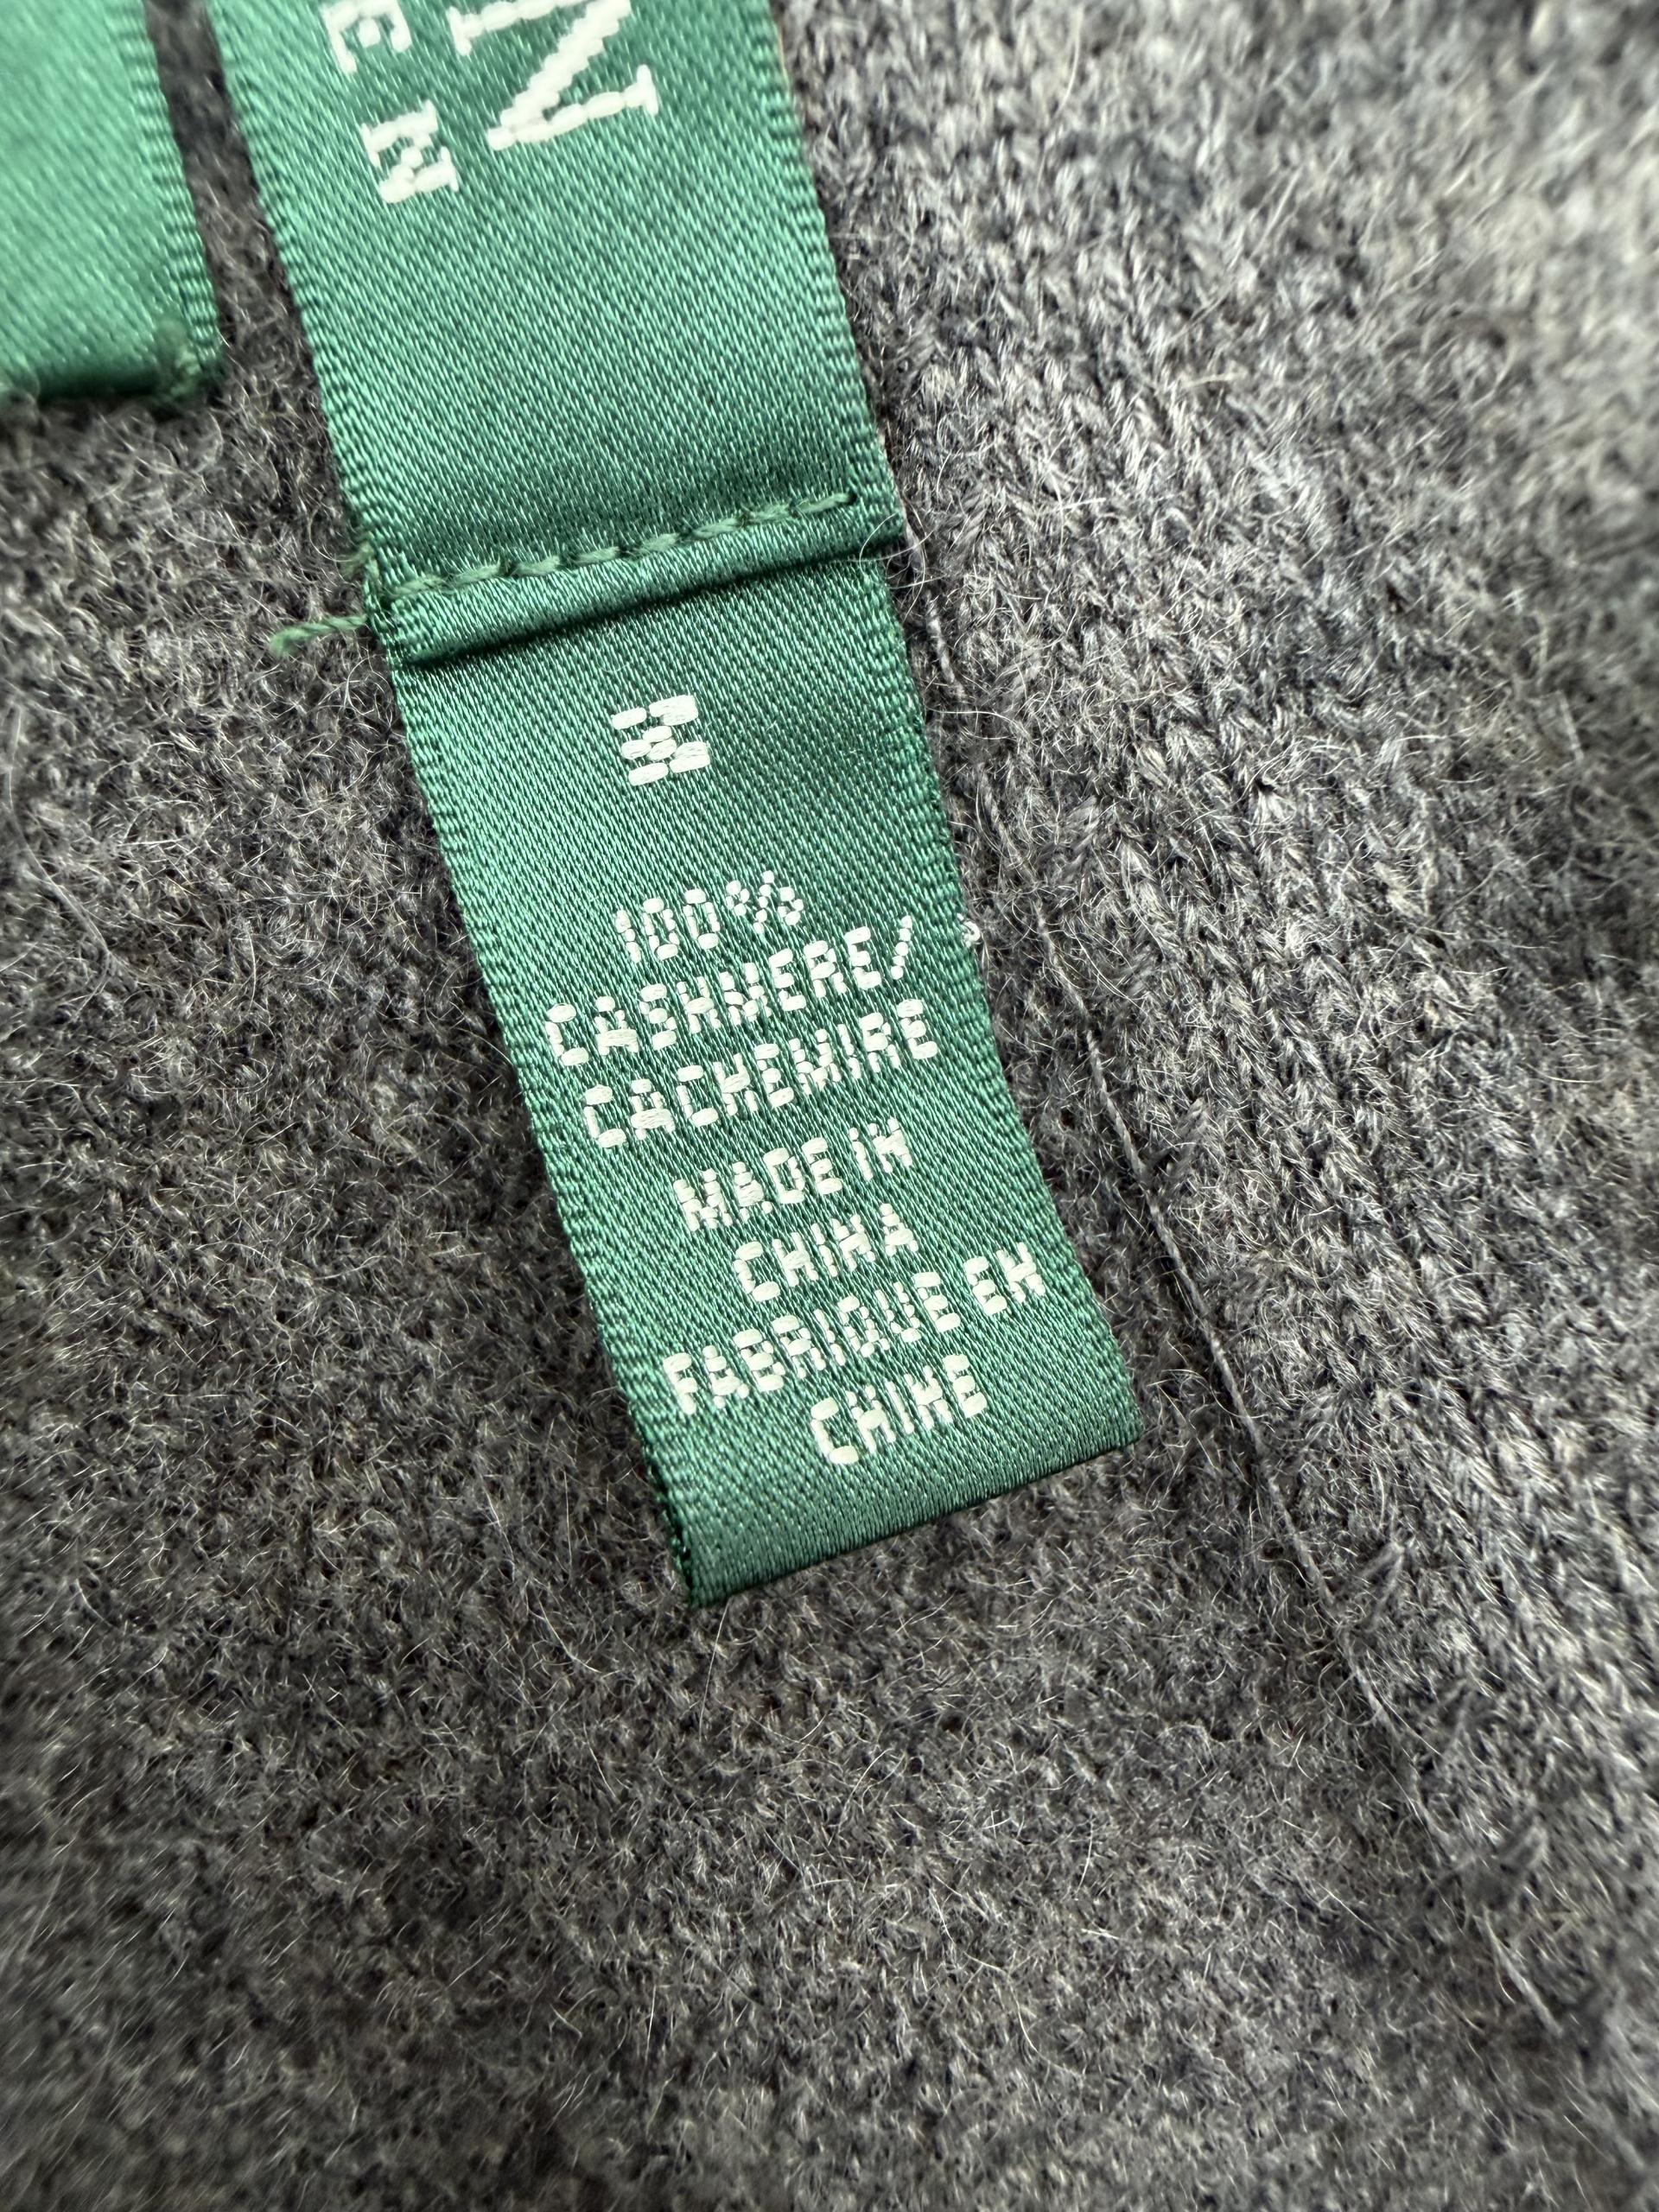 M
100%
CASHMERE/
CACHEMIRE
MADE IN
CHINA
FABRIQUE EN
CHINE